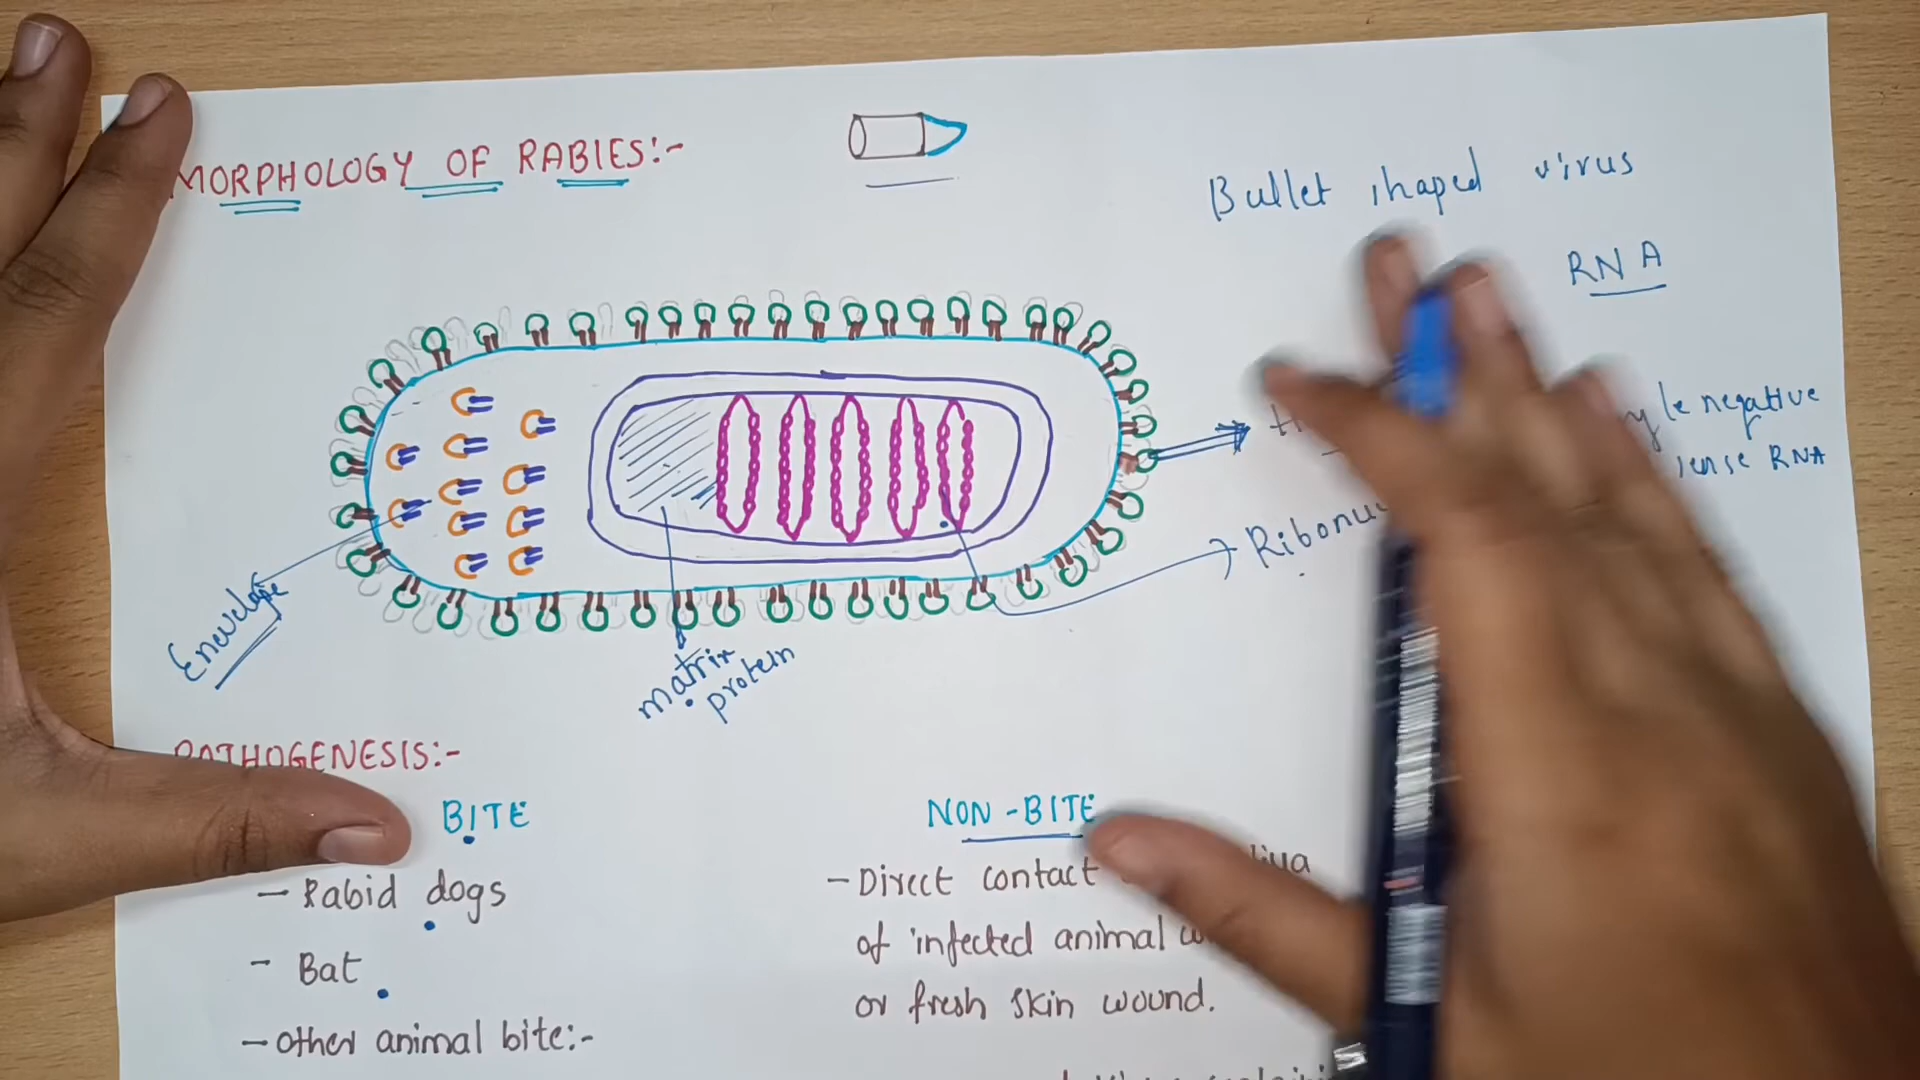 MORPHOLOGY OF RABIES:-
Bullet shaped virus
RNA
negative
sense RNA
Envelope
matrix
protein
PATHOGENESIS:-
BITE
NON-BITE
- Rabid dogs
- Direct contact
- Bat
of infected animal
or fresh skin wound.
- Other animal bite:-